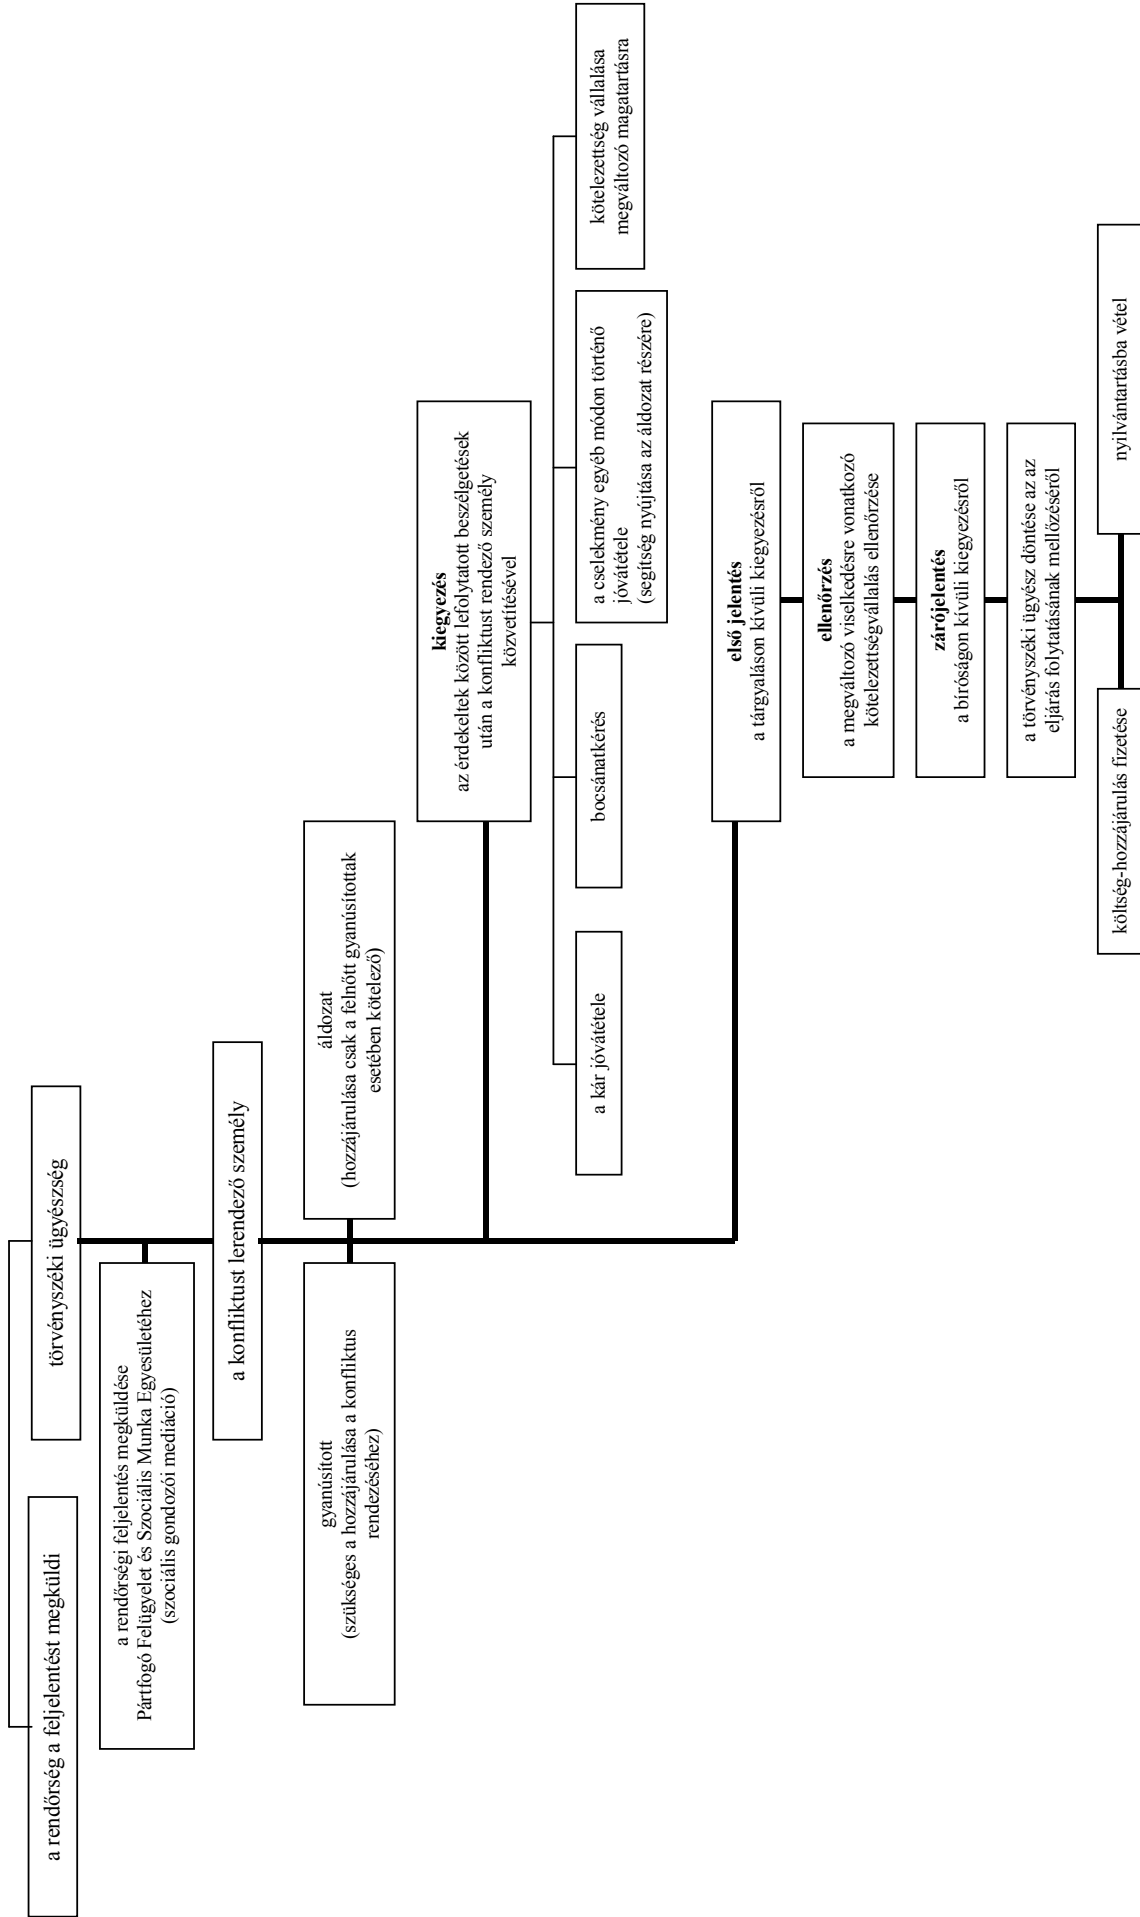 a rendőrség a feljelentést megküldi
törvényszéki ügyészség
a rendőrségi feljelentés megküldése
Pártfogó Felügyelet és Szociális Munka Egyesületéhez
(szociális gondozói mediáció)
a konfliktust lerendező személy
gyanúsított
(szükséges a hozzájárulása a konfliktus
rendezéséhez)
áldozat
(hozzájárulása csak a felnőtt gyanúsítottak
esetében kötelező)
kiegyezés
az érdekeltek között lefolytatott beszélgetések
után a konfliktust rendező személy
közvetítésével
a kár jóvátétele
bocsánatkérés
a cselekmény egyéb módon történő
jóvátétele
(segítség nyújtása az áldozat részére)
kötelezettség vállalása
megváltozó magatartásra
első jelentés
a tárgyaláson kívüli kiegyezésről
ellenőrzés
a megváltozó viselkedésre vonatkozó
kötelezettségvállalás ellenőrzése
zárójelentés
a bíróságon kívüli kiegyezésről
a törvényszéki ügyész döntése az az
eljárás folytatásának mellőzéséről
költség-hozzájárulás fizetése
nyilvántartásba vétel